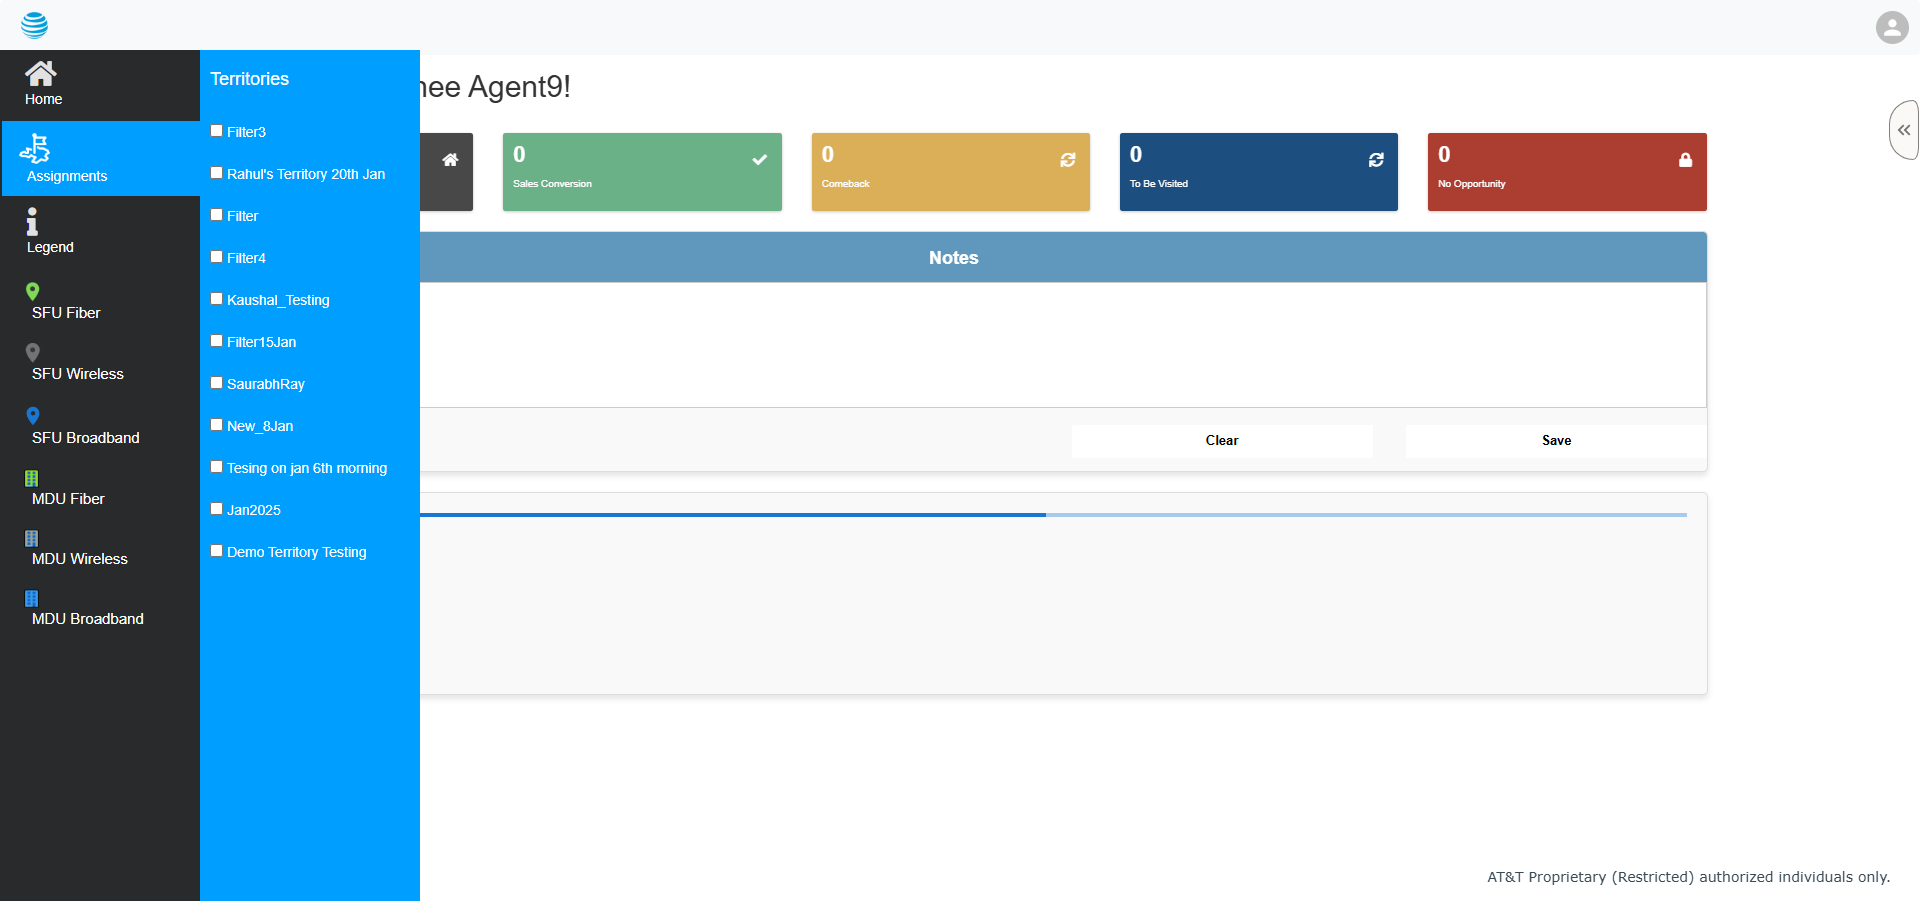 Home
Assignments
Legend
SFU Fiber
SFU Wireless
SFU Broadband
MDU Fiber
MDU Wireless
MDU Broadband
Territories
Filter3
Rahul's Territory 20th Jan
Filter
Filter4
Kaushal_Testing
Filter15Jan
SaurabhRay
New_8Jan
Tesing on jan 6th morning
Jan2025
Demo Territory Testing
Agent9!
0
Sales Conversion
0
Comeback
0
To Be Visited
0
No Opportunity
Notes
Clear
Save
AT&T Proprietary (Restricted) authorized individuals only.